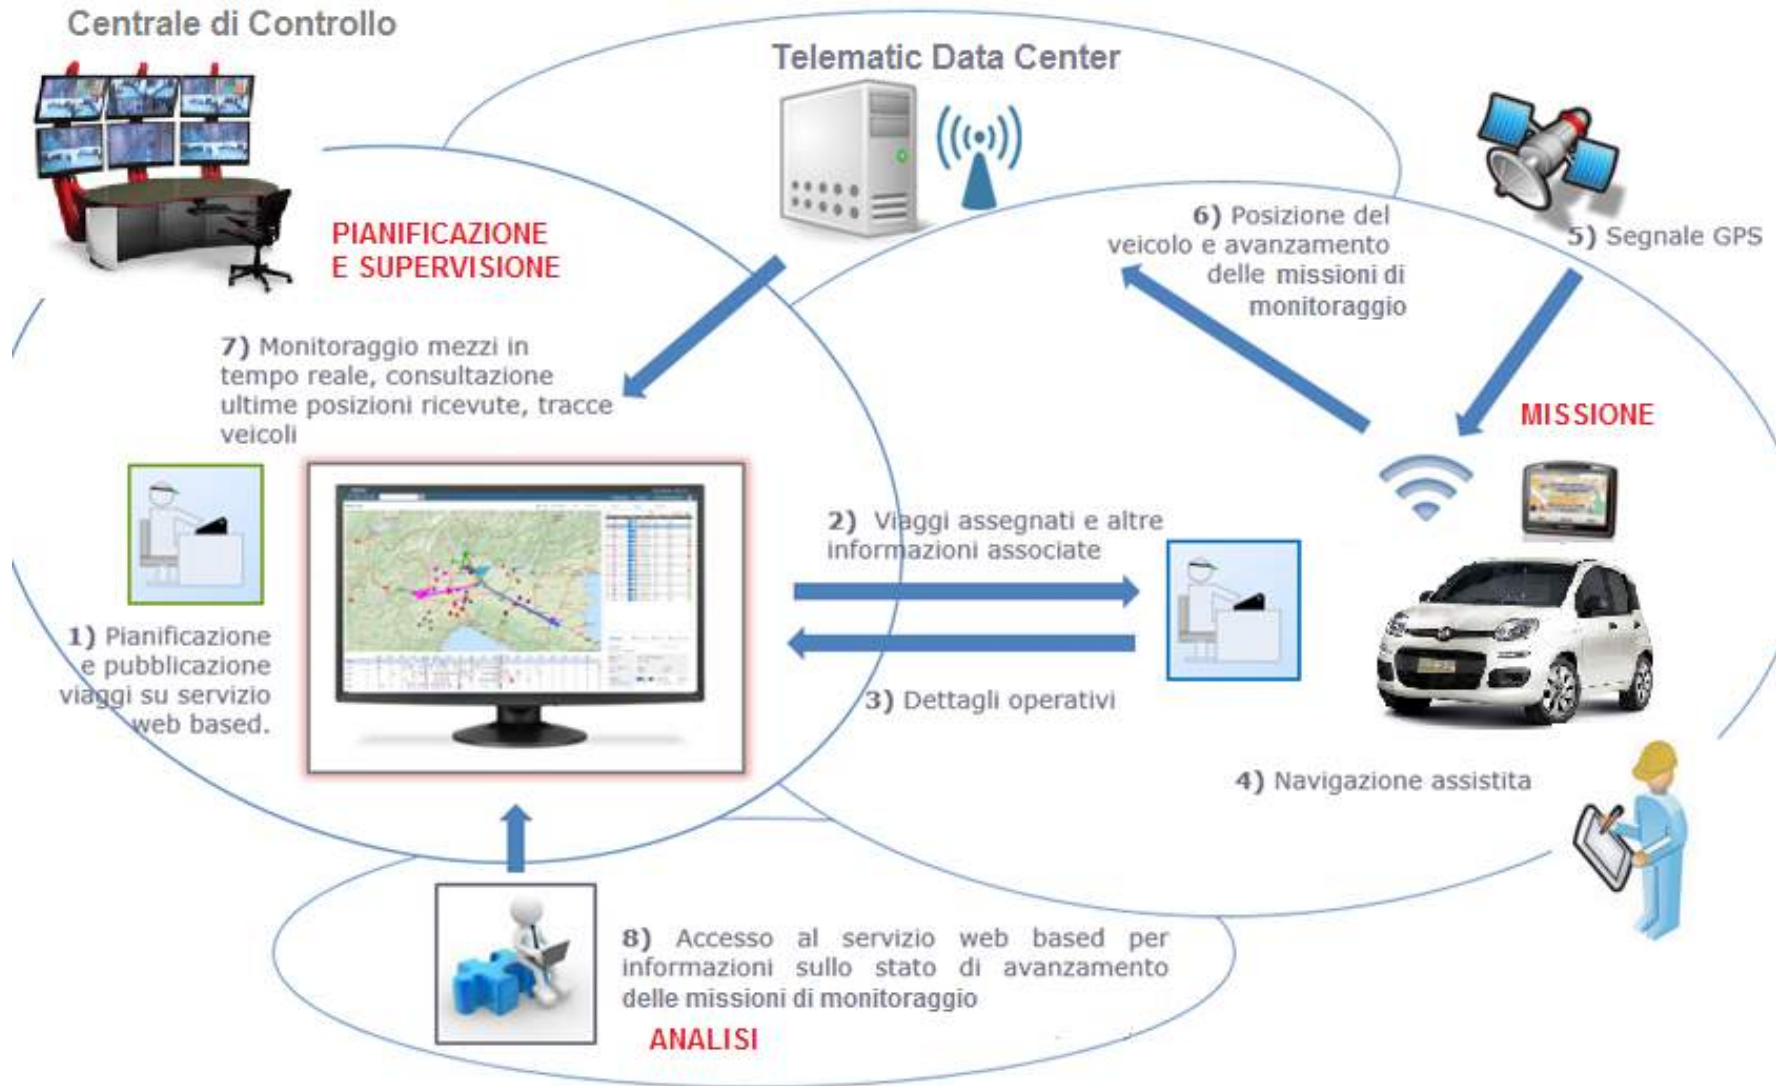 Centrale di Controllo
Telematic Data Center
PIANIFICAZIONE
E SUPERVISIONE
6) Posizione del
veicolo e avanzamento
delle missioni di
monitoraggio
5) Segnale GPS
7) Monitoraggio mezzi in
tempo reale, consultazione
ultime posizioni ricevute, tracce
veicoli
MISSIONE
2) Viaggi assegnati e altre
informazioni associate
1) Pianificazione
e pubblicazione
viaggi su servizio
web based.
3) Dettagli operativi
4) Navigazione assistita
8) Accesso al servizio web based per
informazioni sullo stato di avanzamento
delle missioni di monitoraggio
ANALISI